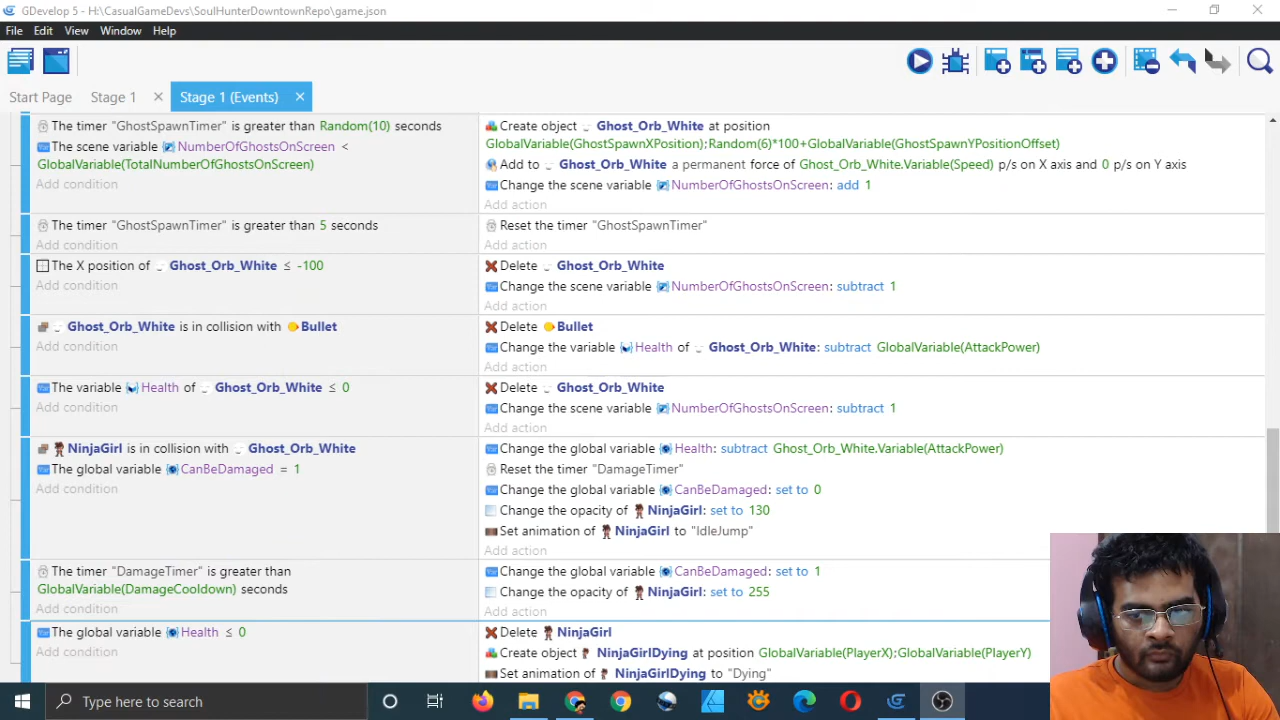 GDevelop 5 - H:\CasualGameDevs\SoulHunterDowntownRepo\game.json
File Edit View Window Help
Start Page Stage 1 × Stage 1 (Events) ×
The timer "GhostSpawnTimer" is greater than Random(10) seconds
The scene variable NumberOfGhostsOnScreen <
GlobalVariable(TotalNumberOfGhostsOnScreen)
Add condition
Create object Ghost_Orb_White at position
GlobalVariable(GhostSpawnXPosition);Random(6)*100+GlobalVariable(GhostSpawnYPositionOffset)
Add to Ghost_Orb_White a permanent force of Ghost_Orb_White.Variable(Speed) p/s on X axis and 0 p/s on Y axis
Change the scene variable NumberOfGhostsOnScreen: add 1
Add action
The timer "GhostSpawnTimer" is greater than 5 seconds
Add condition
Reset the timer "GhostSpawnTimer"
Add action
The X position of Ghost_Orb_White ≤ -100
Add condition
Delete Ghost_Orb_White
Change the scene variable NumberOfGhostsOnScreen: subtract 1
Add action
Ghost_Orb_White is in collision with Bullet
Add condition
Delete Bullet
Change the variable Health of Ghost_Orb_White: subtract GlobalVariable(AttackPower)
Add action
The variable Health of Ghost_Orb_White ≤ 0
Add condition
Delete Ghost_Orb_White
Change the scene variable NumberOfGhostsOnScreen: subtract 1
Add action
NinjaGirl is in collision with Ghost_Orb_White
The global variable CanBeDamaged = 1
Add condition
Change the global variable Health: subtract Ghost_Orb_White.Variable(AttackPower)
Reset the timer "DamageTimer"
Change the global variable CanBeDamaged: set to 0
Change the opacity of NinjaGirl: set to 130
Set animation of NinjaGirl to "IdleJump"
Add action
The timer "DamageTimer" is greater than
GlobalVariable(DamageCooldown) seconds
Add condition
Change the global variable CanBeDamaged: set to 1
Change the opacity of NinjaGirl: set to 255
Add action
The global variable Health ≤ 0
Add condition
Delete NinjaGirl
Create object NinjaGirlDying at position GlobalVariable(PlayerX);GlobalVariable(PlayerY)
Set animation of NinjaGirlDying to "Dying"
Type here to search